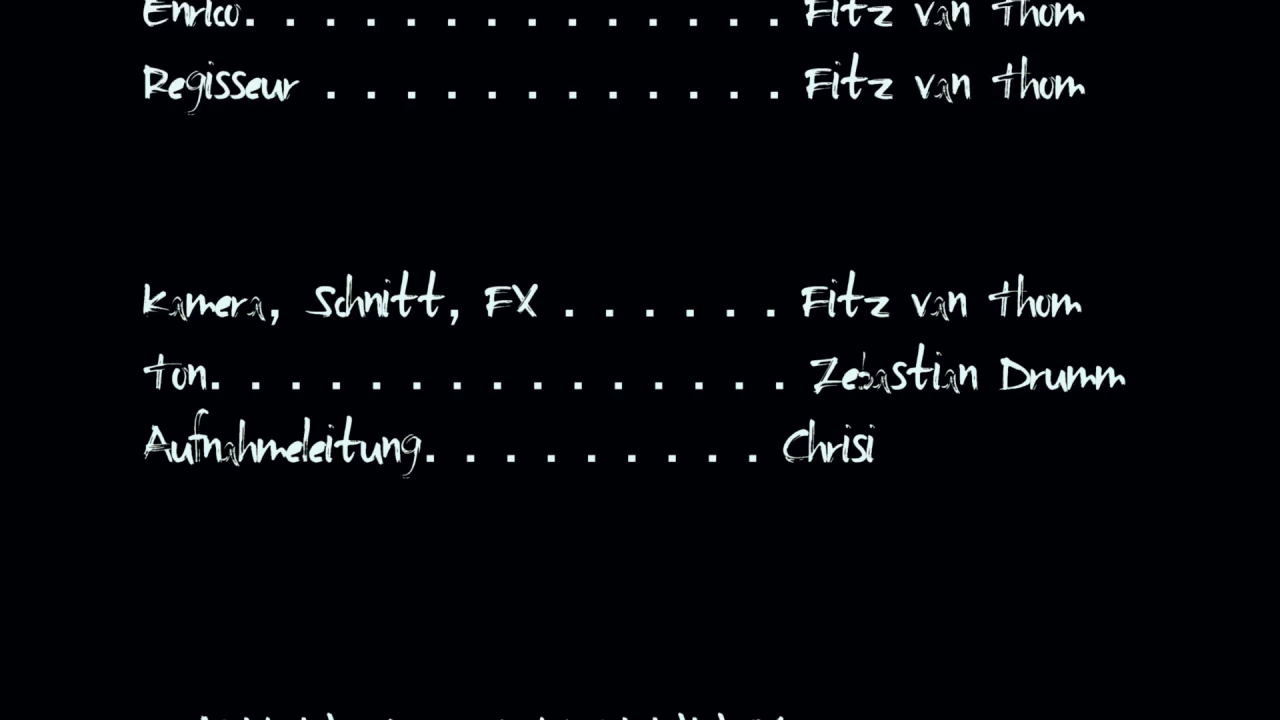 Enrico. . . . . . . . . . . . . . Fitz van Thom
Regisseur . . . . . . . . . . . . Fitz van Thom
Kamera, Schnitt, FX . . . . . . Fitz van Thom
Ton. . . . . . . . . . . . . . . Zebastian Drumm
Aufnahmeleitung. . . . . . . . . Chrisi